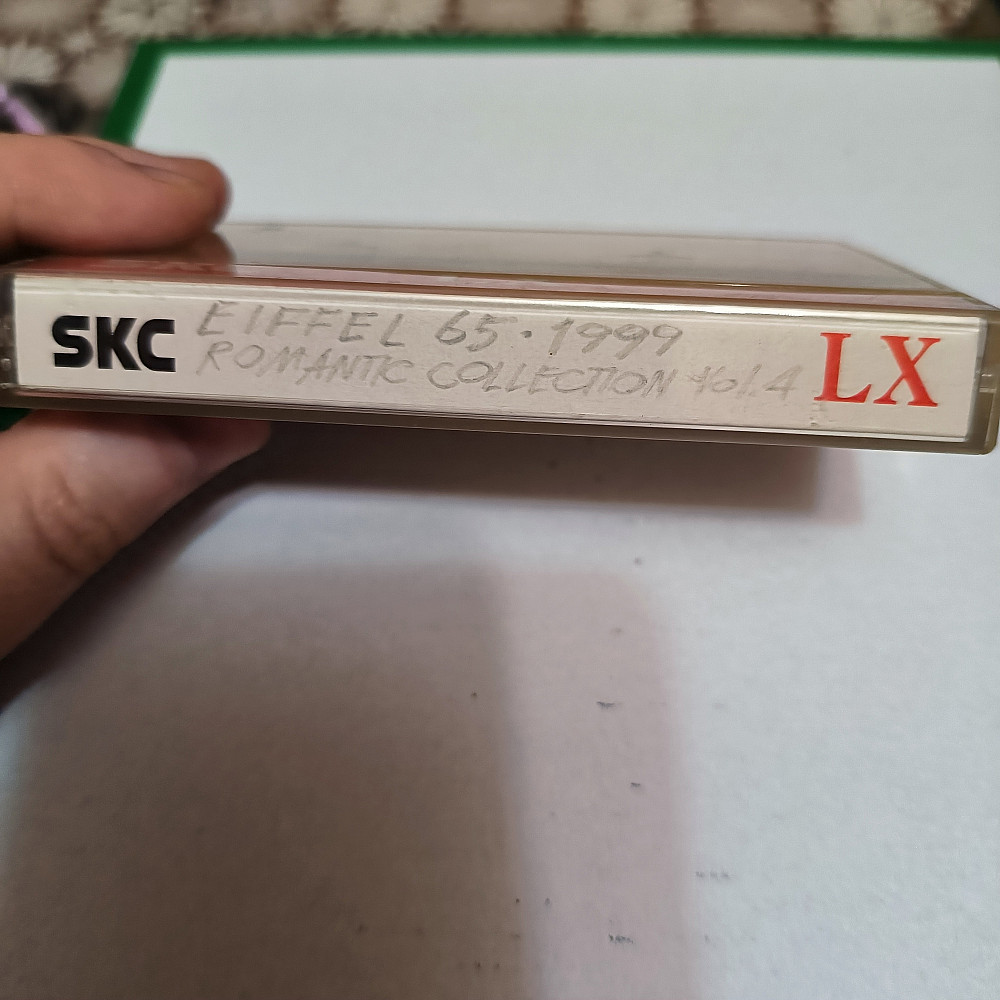 SKC
EIFFEL 65 · 1999
ROMANTIC COLLECTION Vol.4
LX